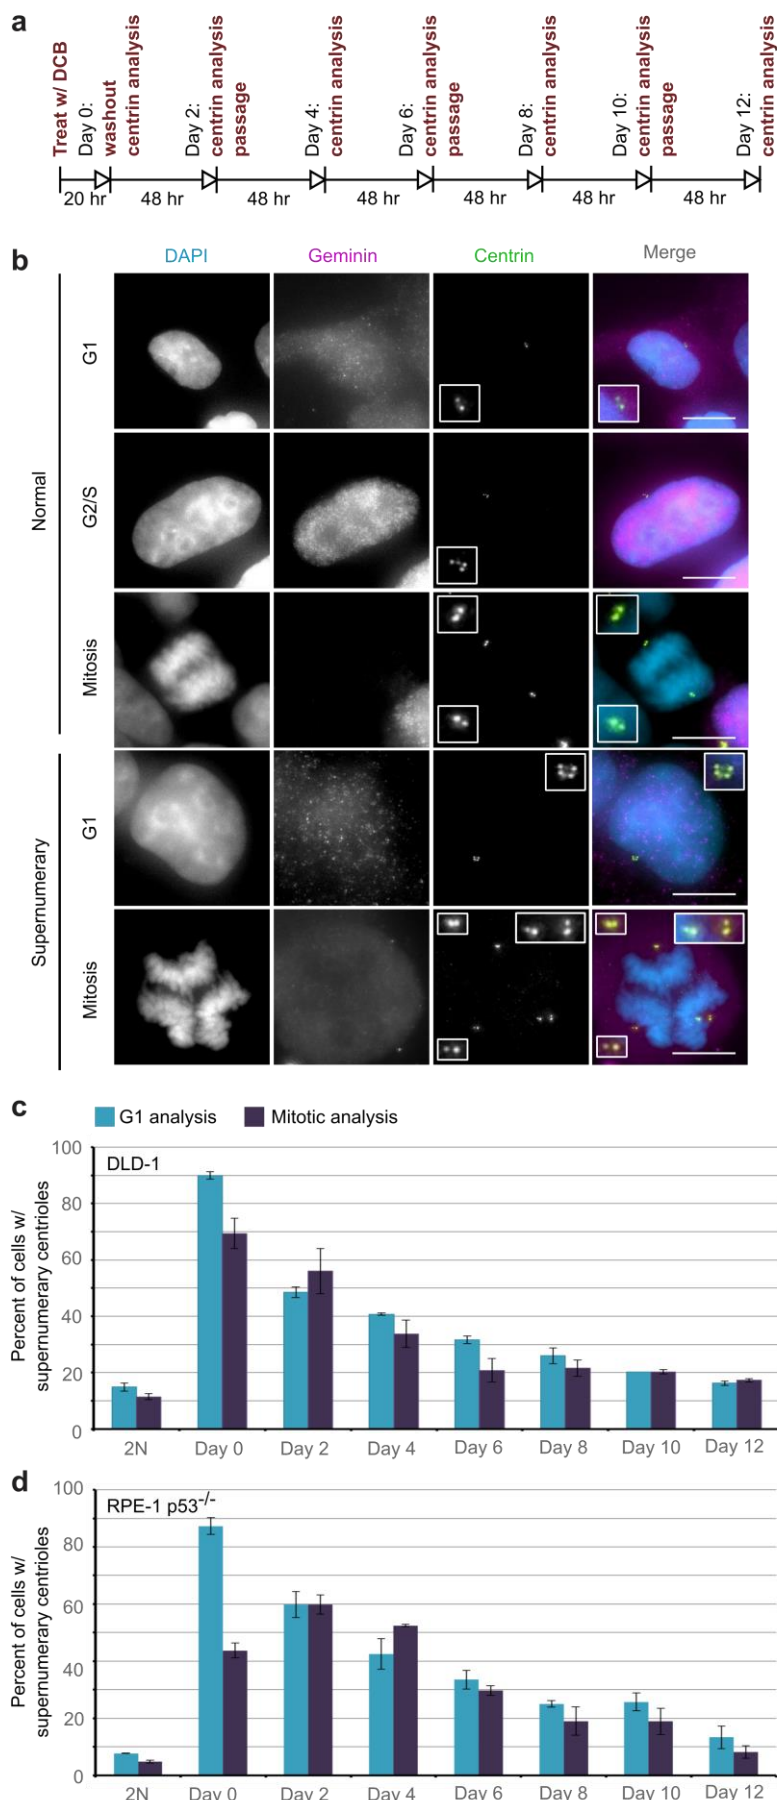 a
Treat w/ DCB
Day 0:
washout
centrin analysis
Day 2:
centrin analysis
passage
Day 4:
centrin analysis
Day 6:
centrin analysis
passage
Day 8:
centrin analysis
Day 10:
centrin analysis
passage
Day 12:
centrin analysis
20 hr 48 hr 48 hr 48 hr 48 hr 48 hr 48 hr
b
DAPI Geminin Centrin Merge
Normal
G1
G2/S
Mitosis
Supernumerary
G1
Mitosis
c
G1 analysis Mitotic analysis
DLD-1
Percent of cells w/
supernumerary centrioles
100
80
60
40
20
0
2N Day 0 Day 2 Day 4 Day 6 Day 8 Day 10 Day 12
d
RPE-1 p53-/-
Percent of cells w/
supernumerary centrioles
100
80
60
40
20
0
2N Day 0 Day 2 Day 4 Day 6 Day 8 Day 10 Day 12